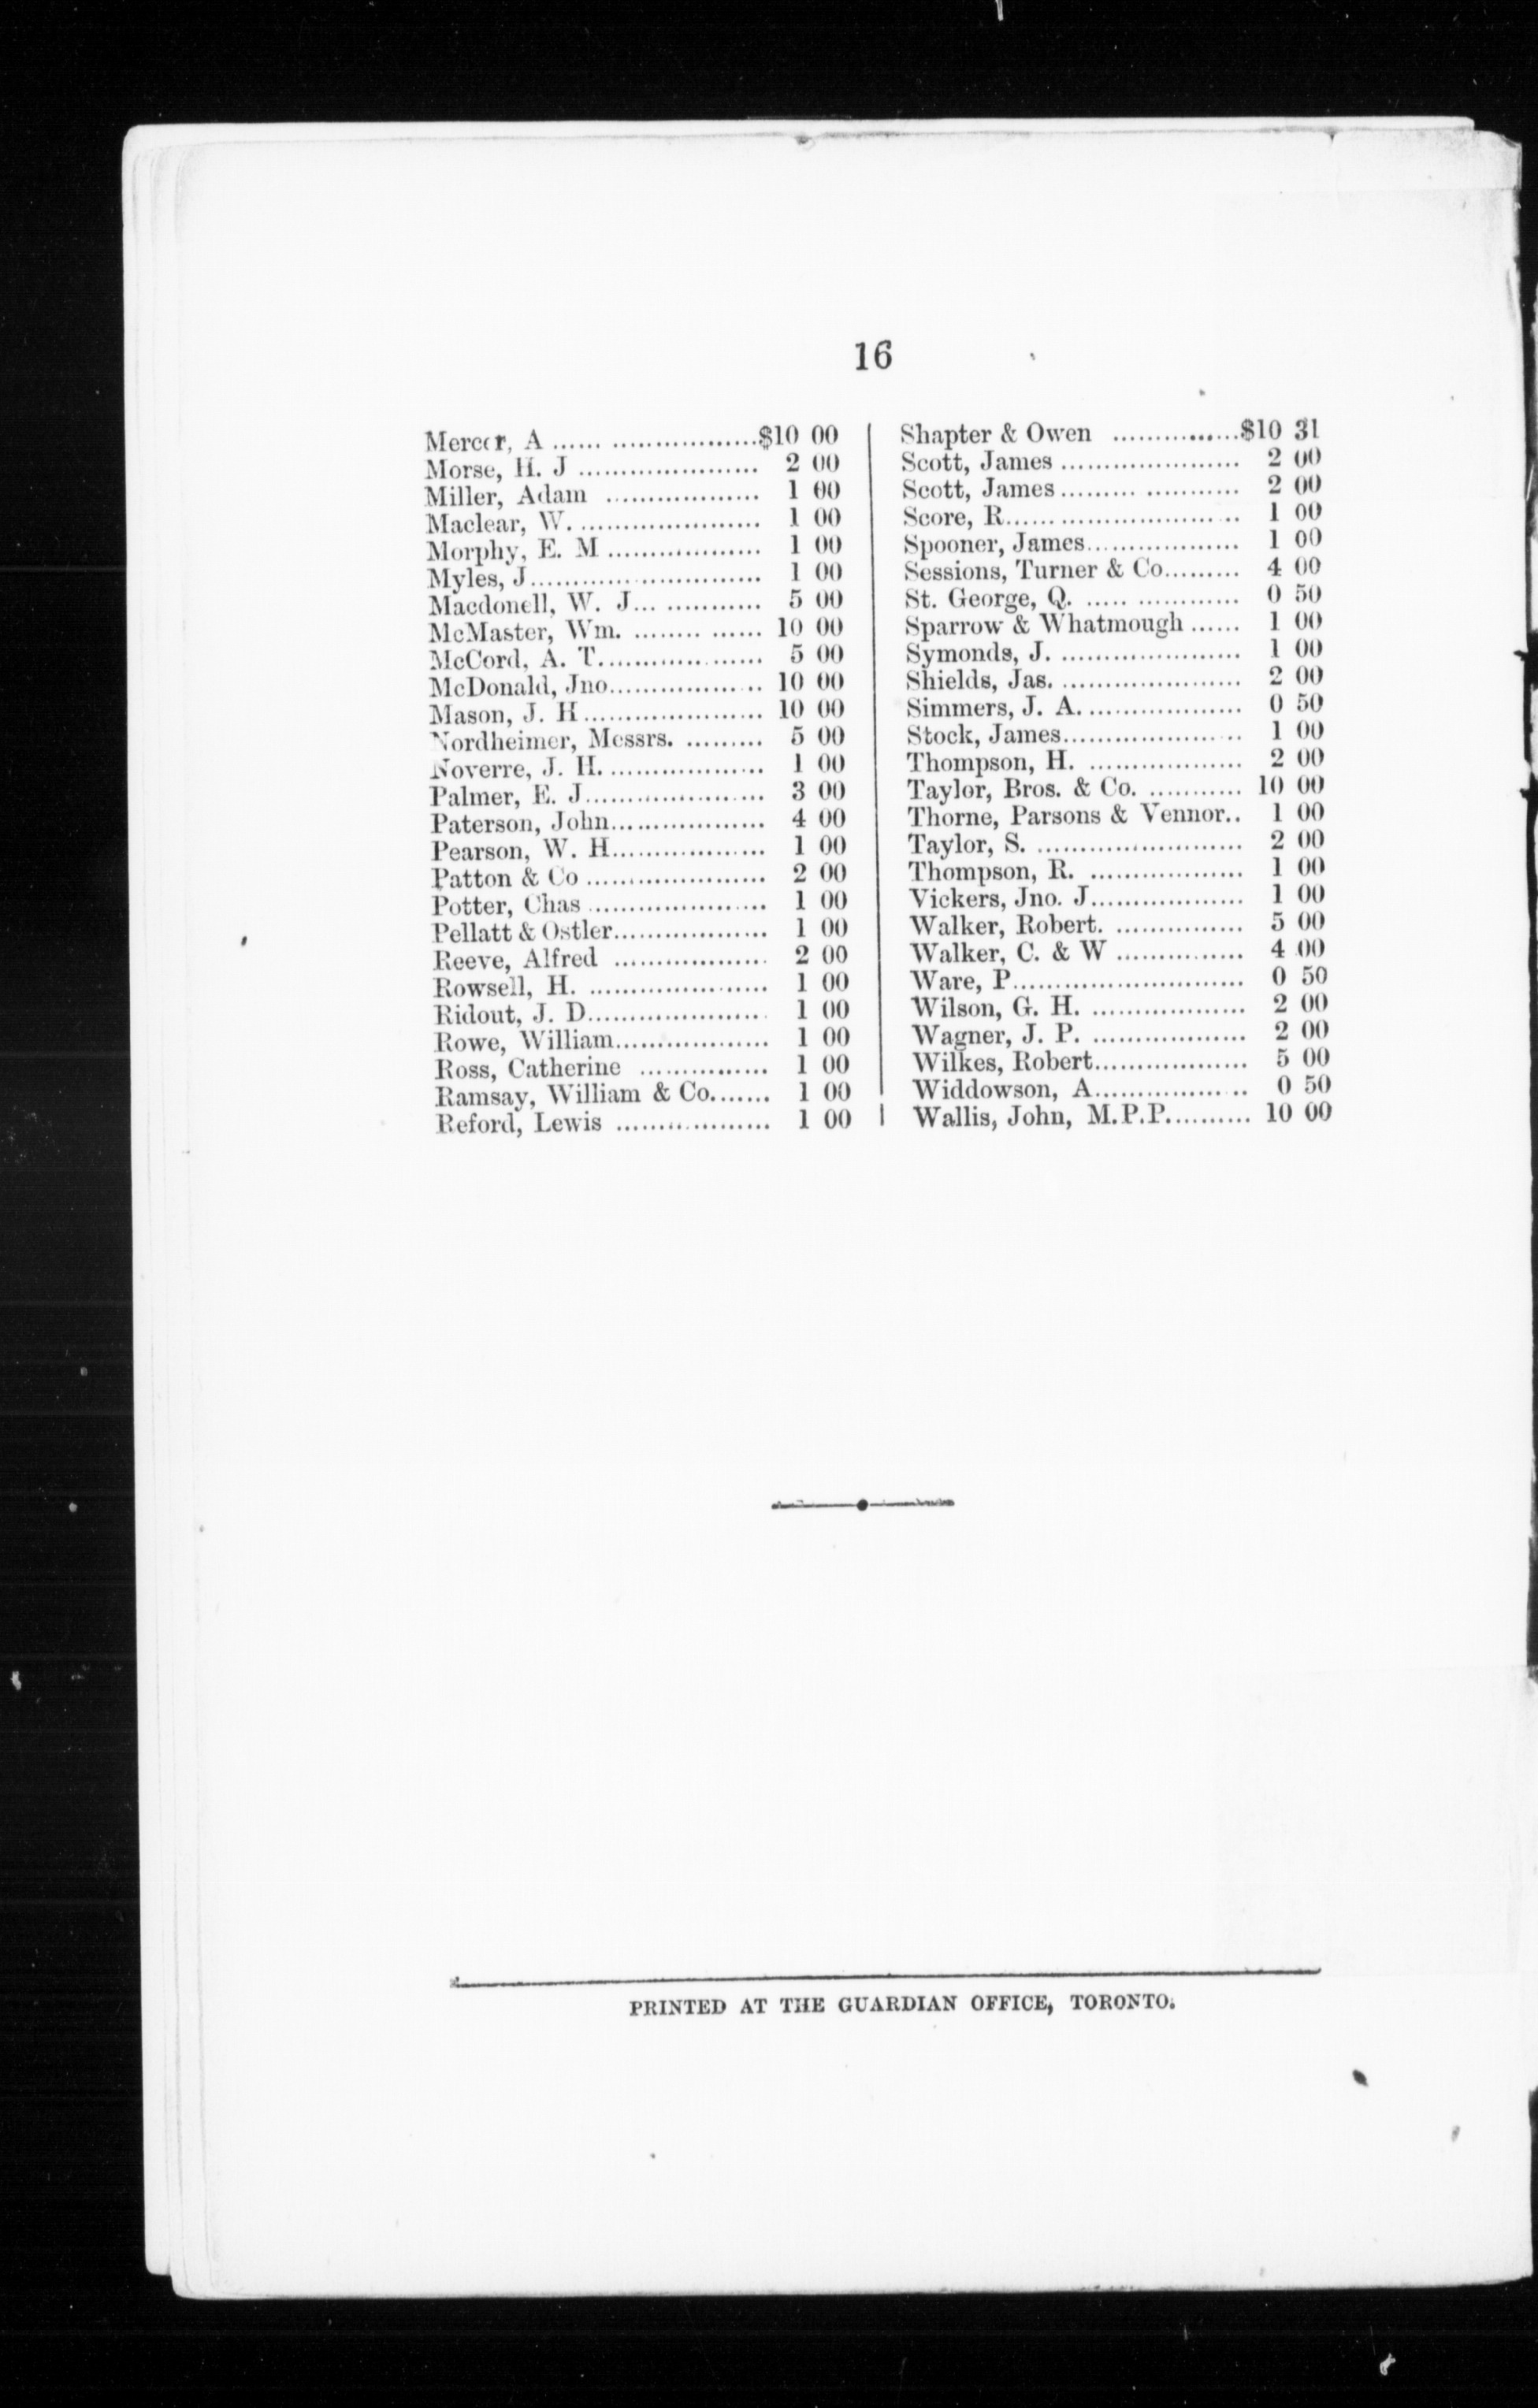 16
Mercer, A ...... ..................$10 00
Morse, H. J ..................... 2 00
Miller, Adam .................. 1 00
Maclear, W. ..................... 1 00
Morphy, E. M .................. 1 00
Myles, J........................... 1 00
Macdonell, W. J... ........... 5 00
McMaster, Wm. ........ ...... 10 00
McCord, A. T................... 5 00
McDonald, Jno.................. 10 00
Mason, J. H..................... 10 00
Nordheimer, Messrs. ......... 5 00
Noverre, J. H. .................. 1 00
Palmer, E. J..................... 3 00
Paterson, John.................. 4 00
Pearson, W. H.................. 1 00
Patton & Co ..................... 2 00
Potter, Chas ..................... 1 00
Pellatt & Ostler.................. 1 00
Reeve, Alfred .................. 2 00
Rowsell, H. ..................... 1 00
Ridout, J. D..................... 1 00
Rowe, William.................. 1 00
Ross, Catherine ............... 1 00
Ramsay, William & Co....... 1 00
Reford, Lewis .................. 1 00
Shapter & Owen ...............$10 31
Scott, James ..................... 2 00
Scott, James......... ........... 2 00
Score, R........................... 1 00
Spooner, James.................. 1 00
Sessions, Turner & Co......... 4 00
St. George, Q. ..... ............ 0 50
Sparrow & Whatmough ...... 1 00
Symonds, J. ..................... 1 00
Shields, Jas. ..................... 2 00
Simmers, J. A. .................. 0 50
Stock, James..................... 1 00
Thompson, H. .................. 2 00
Taylor, Bros. & Co. ........... 10 00
Thorne, Parsons & Vennor.. 1 00
Taylor, S. ........................ 2 00
Thompson, R. .................. 1 00
Vickers, Jno. J.................. 1 00
Walker, Robert. ............... 5 00
Walker, C. & W ............... 4 00
Ware, P........................... 0 50
Wilson, G. H. .................. 2 00
Wagner, J. P. .................. 2 00
Wilkes, Robert.................. 5 00
Widdowson, A.................. 0 50
Wallis, John, M.P.P.......... 10 00
PRINTED AT THE GUARDIAN OFFICE, TORONTO.